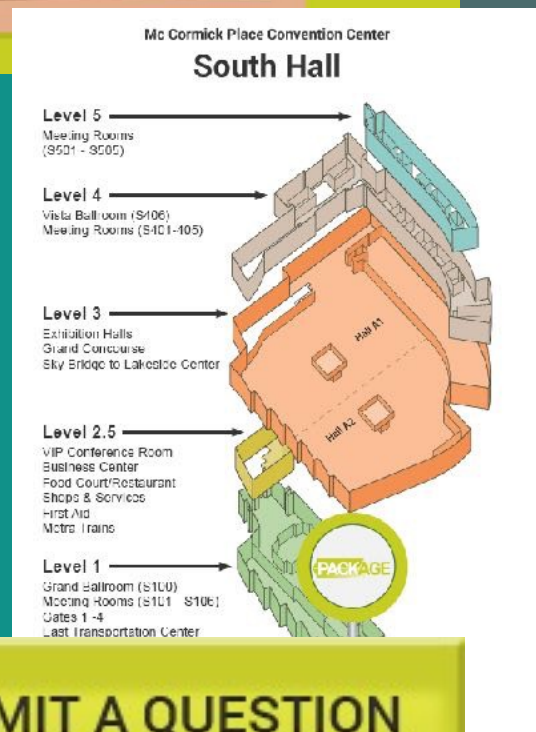 Mc Cormick Place Convention Center
South Hall
Level 5
Meeting Rooms
(S501 - S505)
Level 4
Vista Ballroom (S406)
Meeting Rooms (S401-405)
Level 3
Exhibition Halls
Grand Concourse
Sky Bridge to Lakeside Center
Hall A1
Hall A2
Level 2.5
VIP Conference Room
Business Center
Food Court/Restaurant
Shops & Services
First Aid
Metra Trains
Level 1
Grand Ballroom (S100)
Meeting Rooms (S101 - S106)
Gates 1 -4
East Transportation Center
PACKAGE
MIT A QUESTION